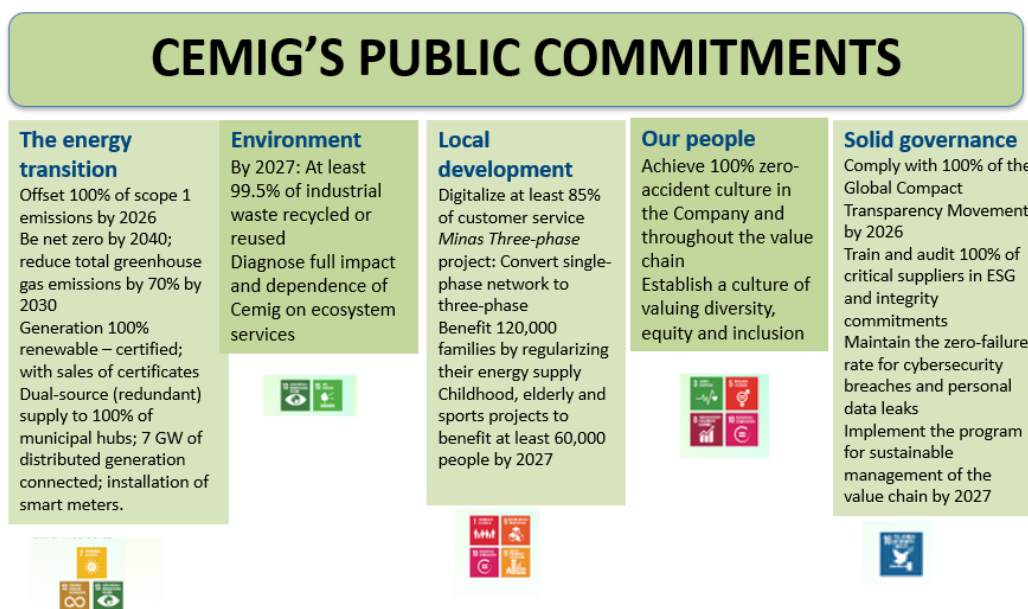 CEMIG'S PUBLIC COMMITMENTS
The energy
transition
Offset 100% of scope 1
emissions by 2026
Be net zero by 2040;
reduce total greenhouse
gas emissions by 70% by
2030
Generation 100%
renewable – certified;
with sales of certificates
Dual-source (redundant)
supply to 100% of
municipal hubs; 7 GW of
distributed generation
connected; installation of
smart meters.
Environment
By 2027: At least
99.5% of industrial
waste recycled or
reused
Diagnose full impact
and dependence of
Cemig on ecosystem
services
Local
development
Digitalize at least 85%
of customer service
Minas Three-phase
project: Convert single-
phase network to
three-phase
Benefit 120,000
families by regularizing
their energy supply
Childhood, elderly and
sports projects to
benefit at least 60,000
people by 2027
Our people
Achieve 100% zero-
accident culture in
the Company and
throughout the value
chain
Establish a culture of
valuing diversity,
equity and inclusion
Solid governance
Comply with 100% of the
Global Compact
Transparency Movement
by 2026
Train and audit 100% of
critical suppliers in ESG
and integrity
commitments
Maintain the zero-failure
rate for cybersecurity
breaches and personal
data leaks
Implement the program
for sustainable
management of the
value chain by 2027